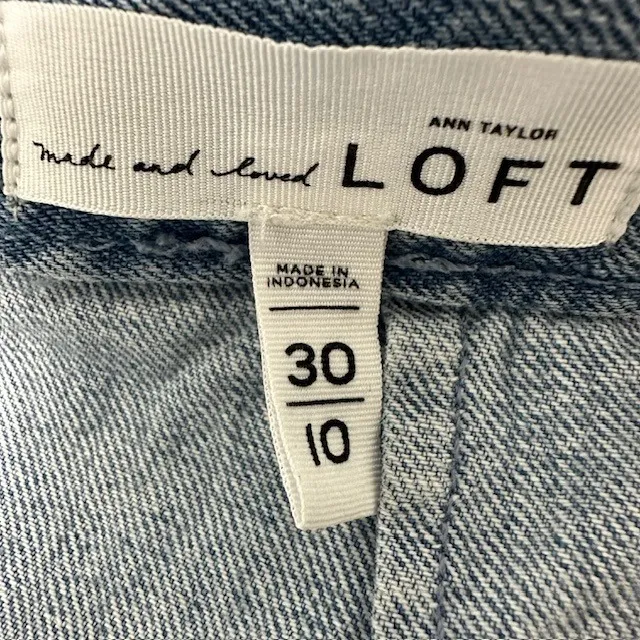 ANN TAYLOR
made and loved LOFT
MADE IN
INDONESIA
30
10